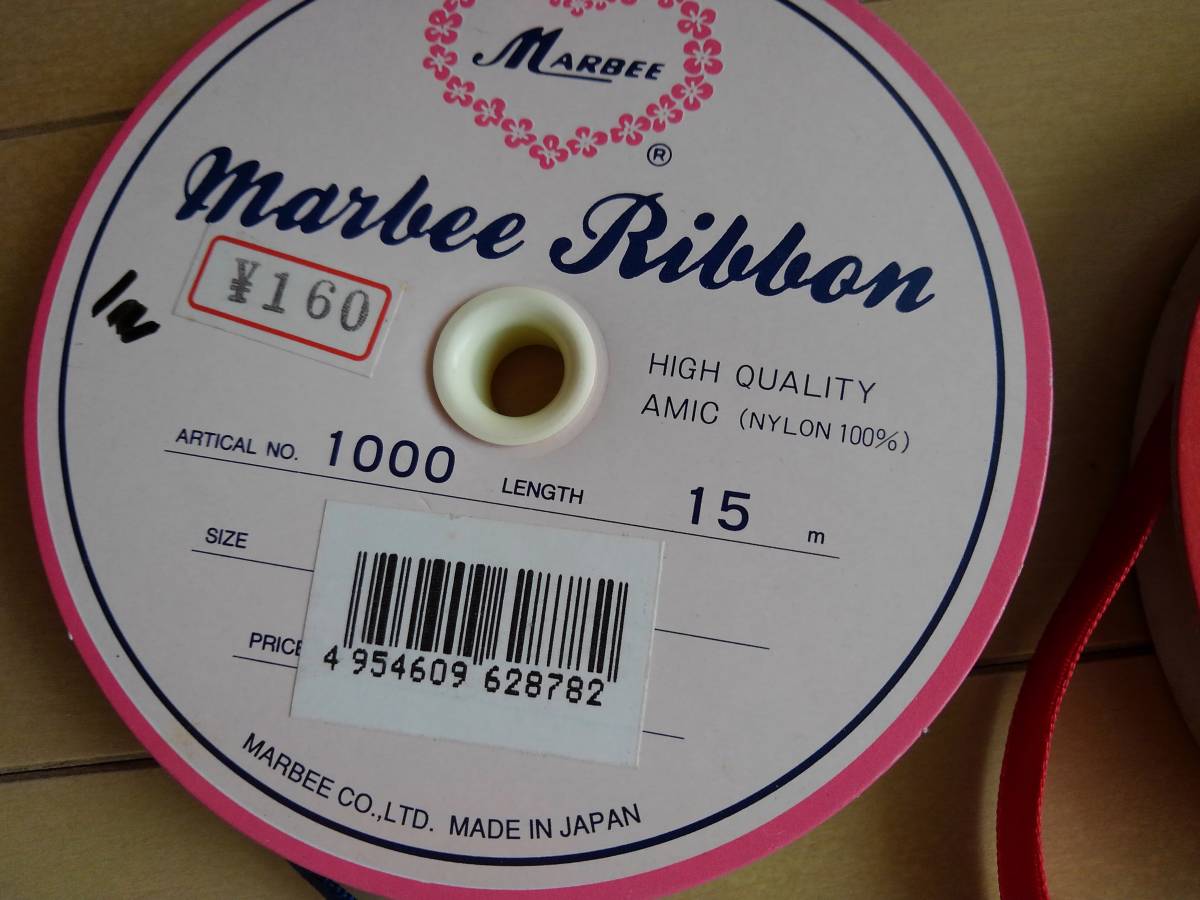 MARBEE
®
Marbee Ribbon
¥160
1m
HIGH QUALITY
AMIC (NYLON 100%)
ARTICAL NO. 1000 LENGTH 15 m
SIZE
PRICE
4 954609 628782
MARBEE CO.,LTD. MADE IN JAPAN